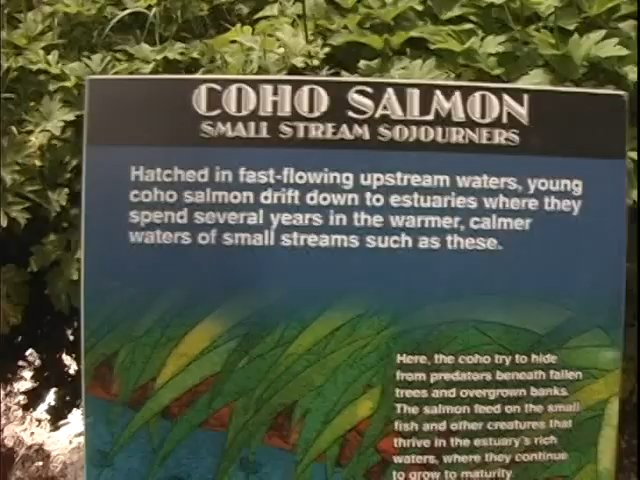 COHO SALMON
SMALL STREAM SOJOURNERS
Hatched in fast-flowing upstream waters, young
coho salmon drift down to estuaries where they
spend several years in the warmer, calmer
waters of small streams such as these.
Here, the coho try to hide
from predators beneath fallen
trees and overgrown banks.
The salmon feed on the small
fish and other creatures that
thrive in the estuary's rich
waters, where they continue
to grow to maturity.